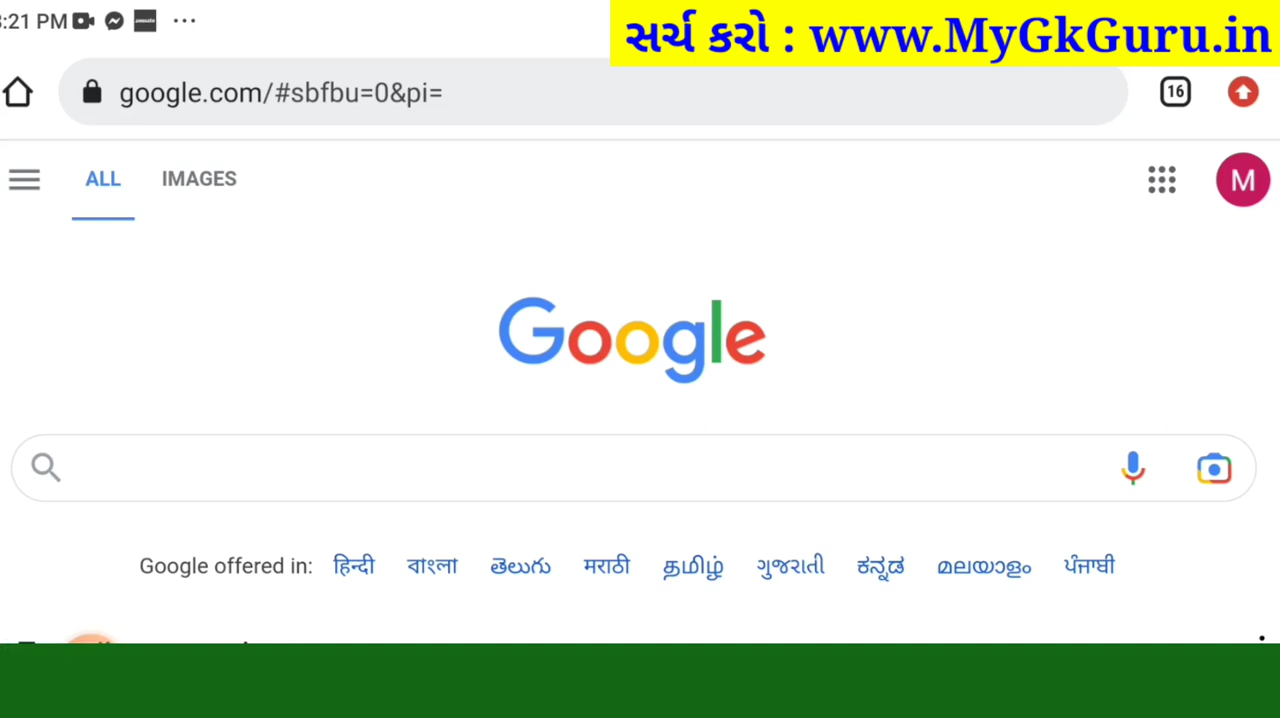 :21 PM ...
સર્ચ કરો : www.MyGkGuru.in
google.com/#sbfbu=0&pi=
16
ALL IMAGES
M
Google
Google offered in: हिन्दी বাংলা తెలుగు मराठी தமிழ் ગુજરાતી ಕನ್ನಡ മലയാളം ਪੰਜਾਬੀ